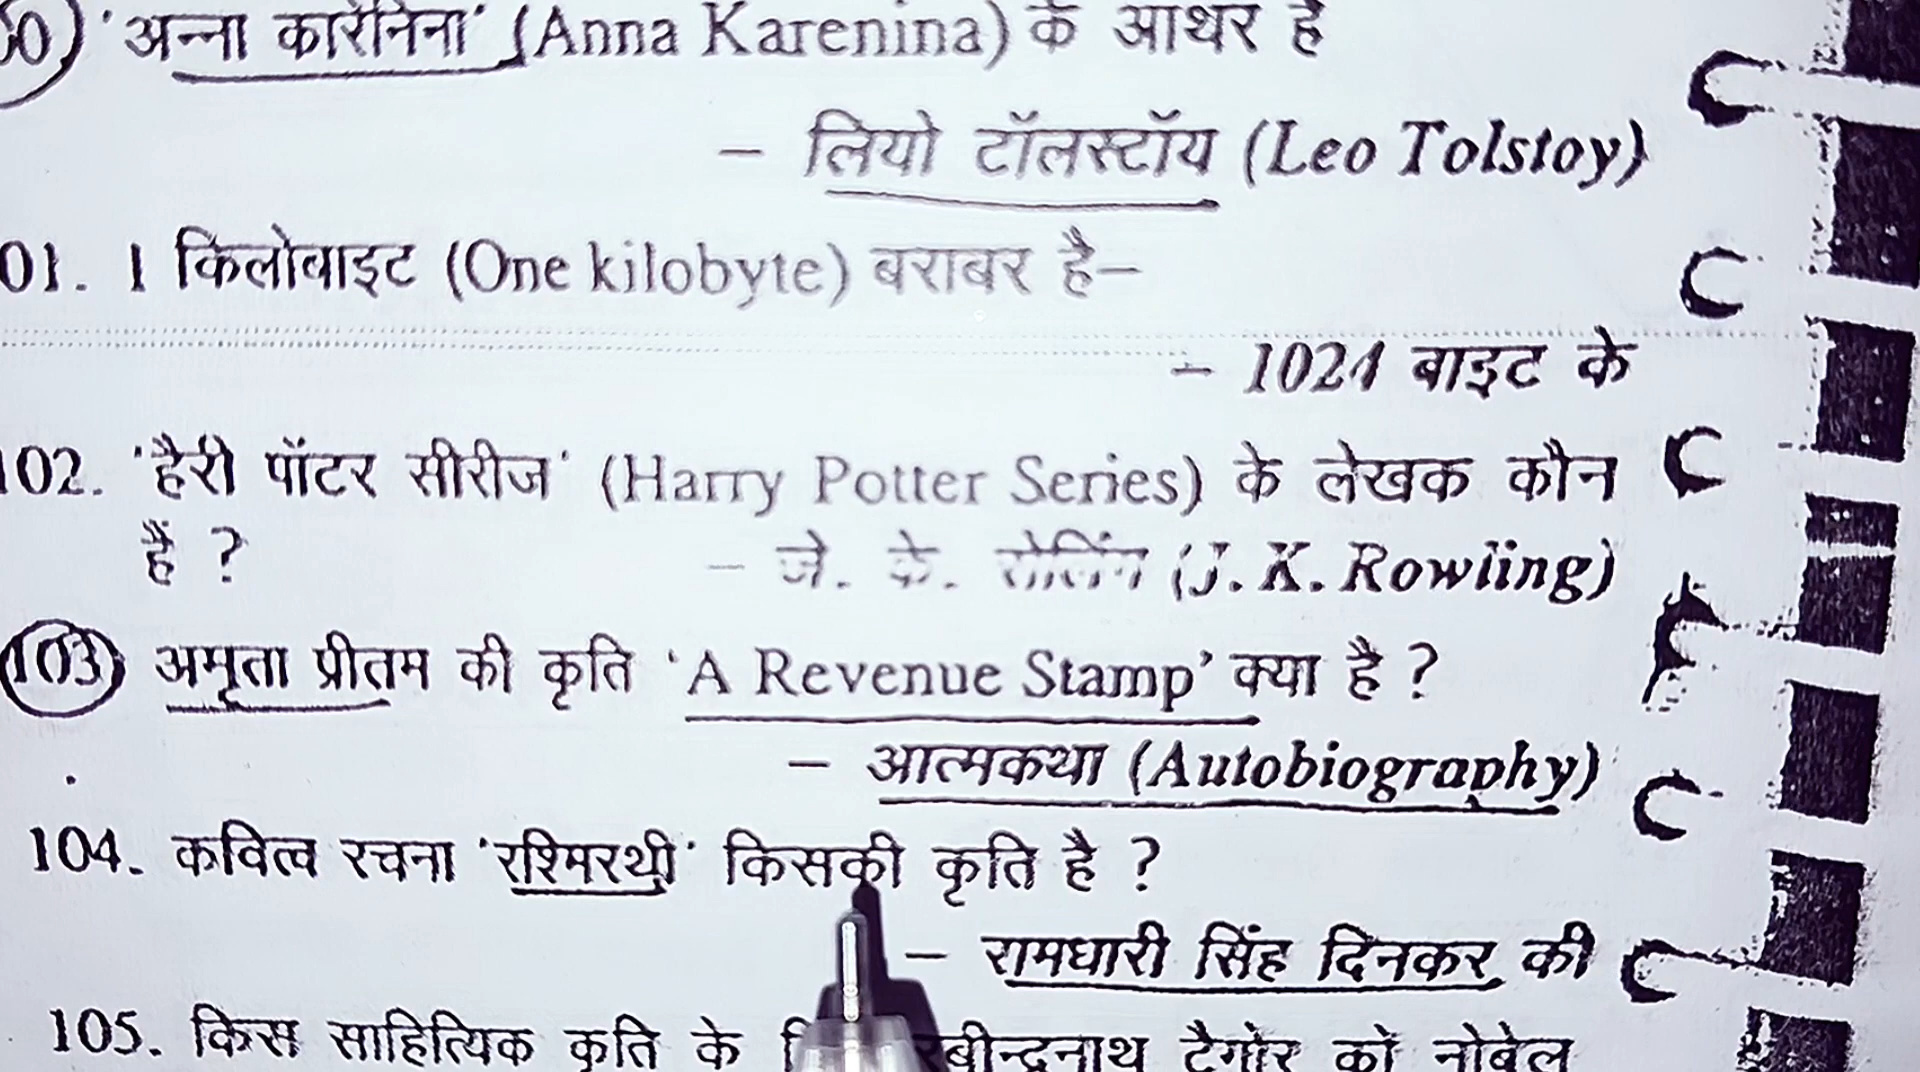 'अन्ना कारेनिना' (Anna Karenina) के आथर हैं
– लियो टॉलस्टॉय (Leo Tolstoy)
01. 1 किलोबाइट (One kilobyte) बराबर है–
– 1024 बाइट के
102. 'हैरी पॉटर सीरीज' (Harry Potter Series) के लेखक कौन
हैं ? – जे. के. रोलिंग (J. K. Rowling)
103 अमृता प्रीतम की कृति 'A Revenue Stamp' क्या है ?
– आत्मकथा (Autobiography)
104. कवित्व रचना 'रश्मिरथी' किसकी कृति है ?
– रामधारी सिंह दिनकर की
105. किस साहित्यिक कृति के रबीन्द्रनाथ टैगोर को नोबेल